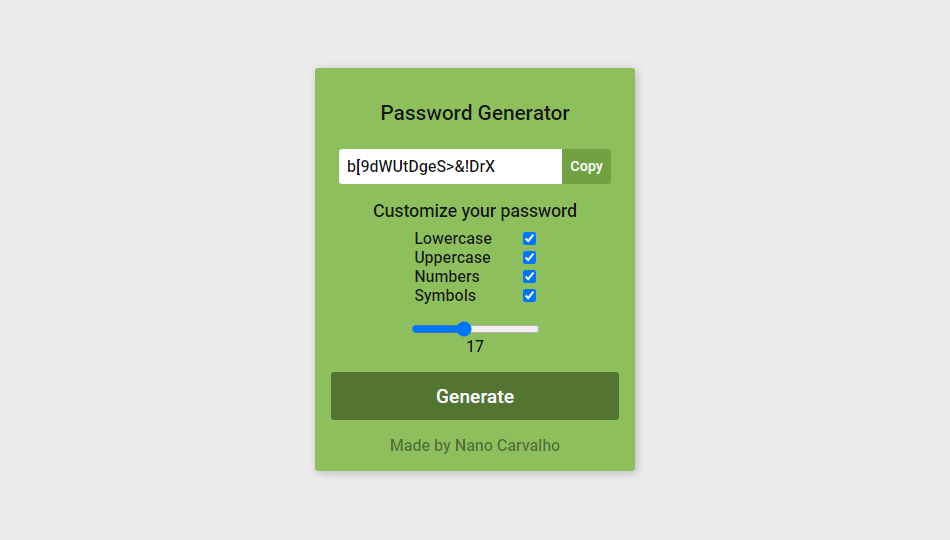 Password Generator
b[9dWUtDgeS>&!DrX
Copy
Customize your password
Lowercase
Uppercase
Numbers
Symbols
17
Generate
Made by Nano Carvalho